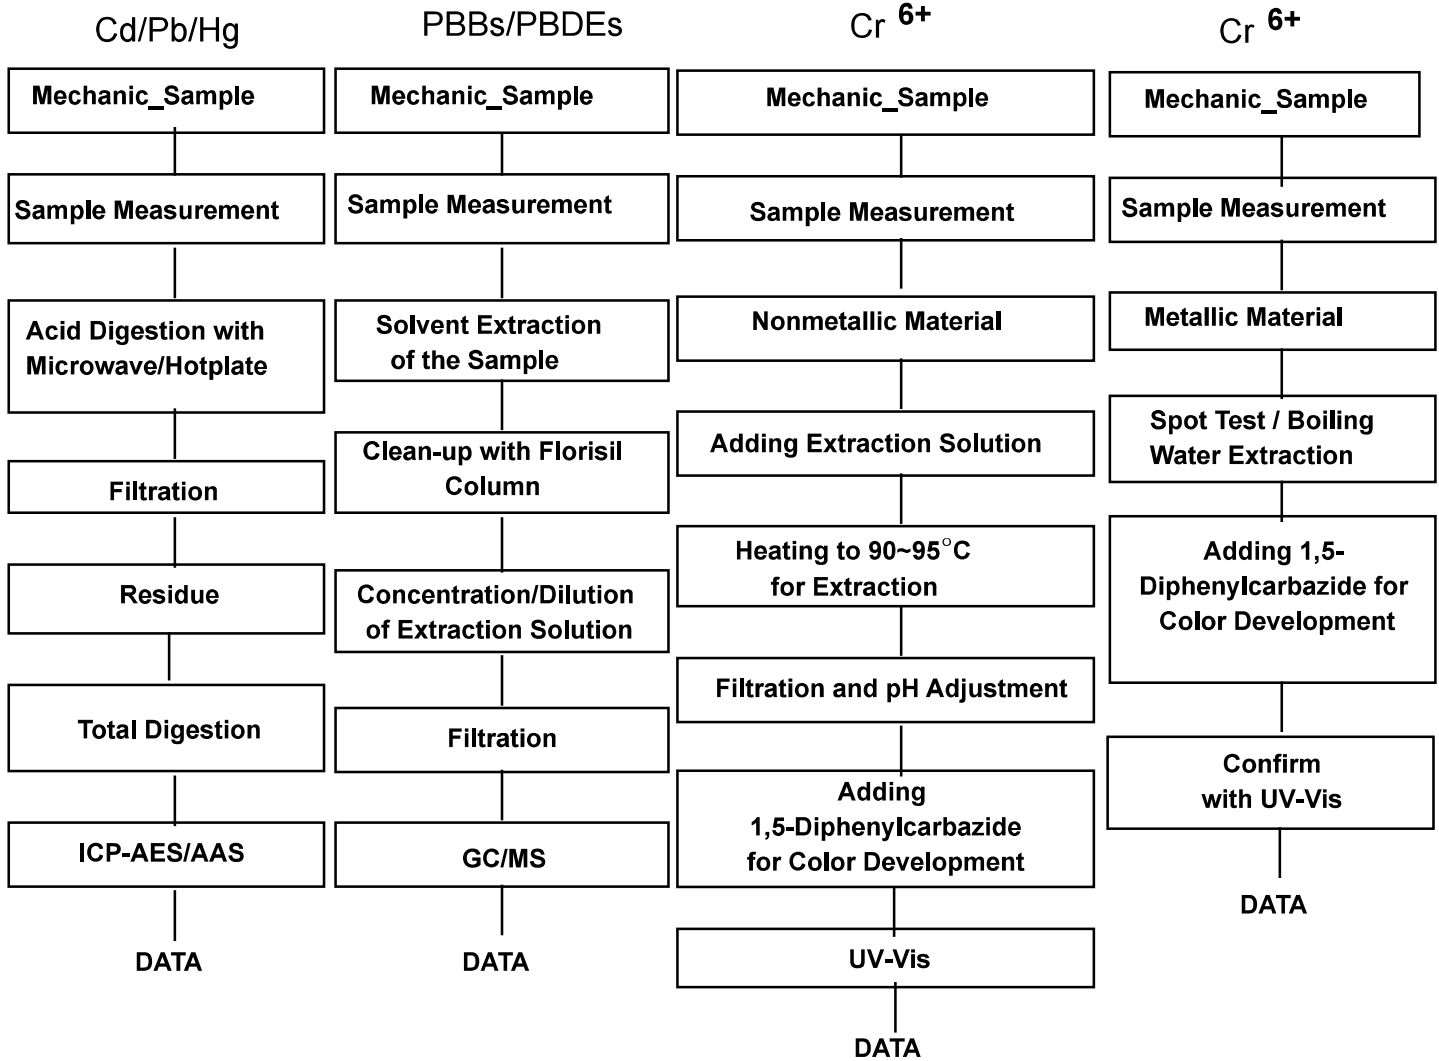 Cd/Pb/Hg
Mechanic_Sample
Sample Measurement
Acid Digestion with
Microwave/Hotplate
Filtration
Residue
Total Digestion
ICP-AES/AAS
DATA
PBBs/PBDEs
Mechanic_Sample
Sample Measurement
Solvent Extraction
of the Sample
Clean-up with Florisil
Column
Concentration/Dilution
of Extraction Solution
Filtration
GC/MS
DATA
Cr 6+
Mechanic_Sample
Sample Measurement
Nonmetallic Material
Adding Extraction Solution
Heating to 90~95°C
for Extraction
Filtration and pH Adjustment
Adding
1,5-Diphenylcarbazide
for Color Development
UV-Vis
DATA
Cr 6+
Mechanic_Sample
Sample Measurement
Metallic Material
Spot Test / Boiling
Water Extraction
Adding 1,5-
Diphenylcarbazide for
Color Development
Confirm
with UV-Vis
DATA